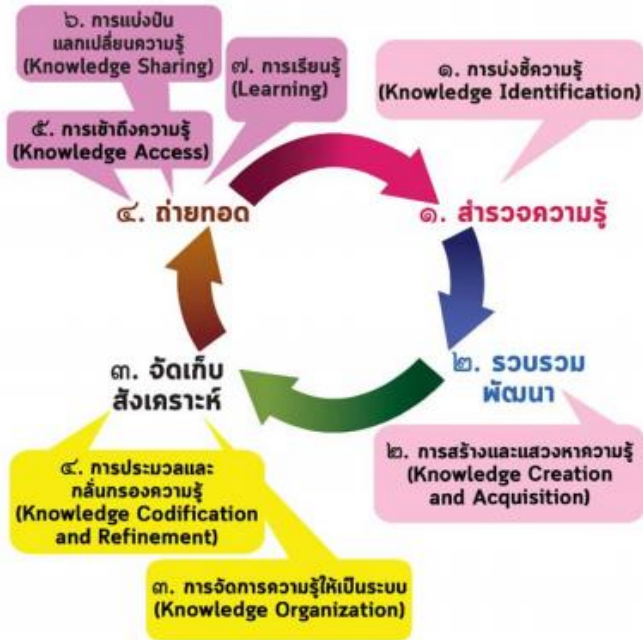 ๖. การแบ่งปัน
แลกเปลี่ยนความรู้
(Knowledge Sharing)
๗. การเรียนรู้
(Learning)
๑. การบ่งชี้ความรู้
(Knowledge Identification)
๕. การเข้าถึงความรู้
(Knowledge Access)
๔. ถ่ายทอด
๑. สำรวจความรู้
๓. จัดเก็บ
สังเคราะห์
๒. รวบรวม
พัฒนา
๔. การประมวลและ
กลั่นกรองความรู้
(Knowledge Codification
and Refinement)
๒. การสร้างและแสวงหาความรู้
(Knowledge Creation
and Acquisition)
๓. การจัดการความรู้ให้เป็นระบบ
(Knowledge Organization)